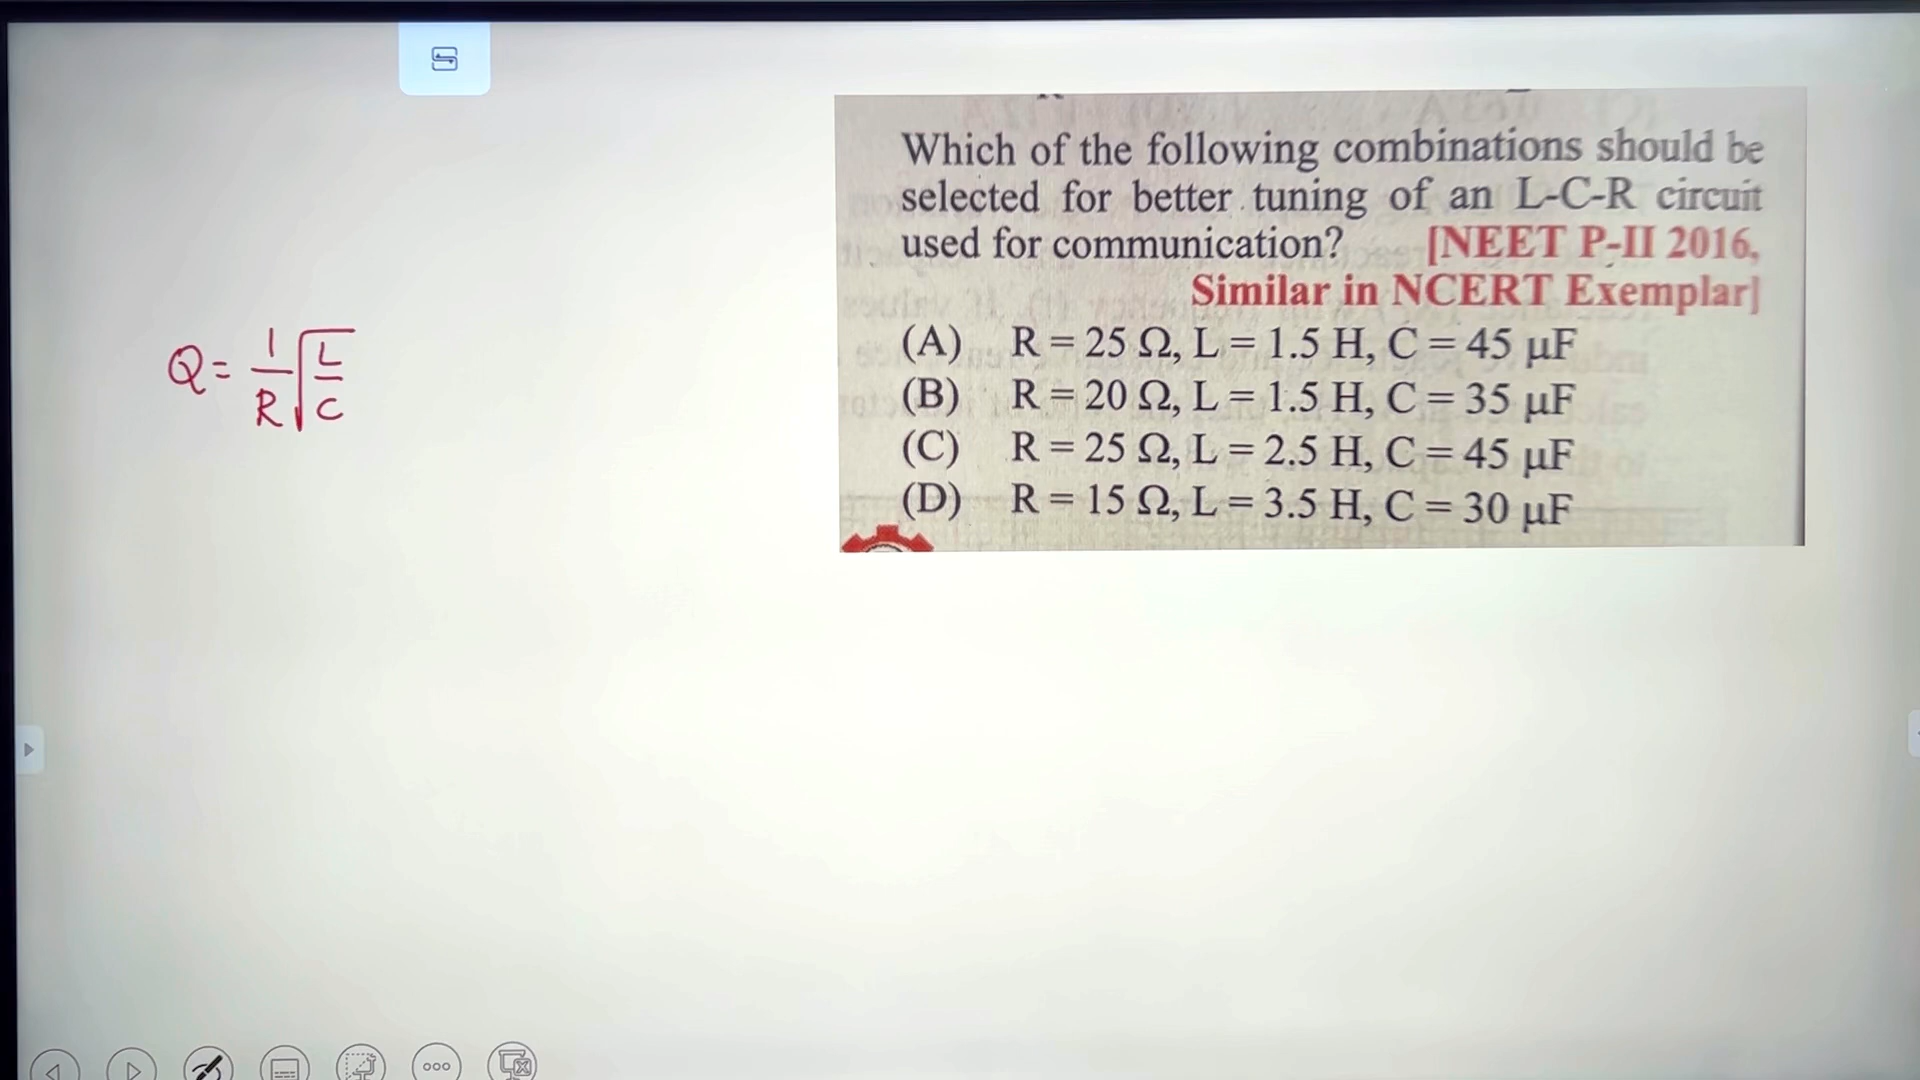 Which of the following combinations should be
selected for better tuning of an L-C-R circuit
used for communication? [NEET P-II 2016,
Similar in NCERT Exemplar]
(A) R = 25 Ω, L = 1.5 H, C = 45 μF
(B) R = 20 Ω, L = 1.5 H, C = 35 μF
(C) R = 25 Ω, L = 2.5 H, C = 45 μF
(D) R = 15 Ω, L = 3.5 H, C = 30 μF
Q = 1/R √(L/C)